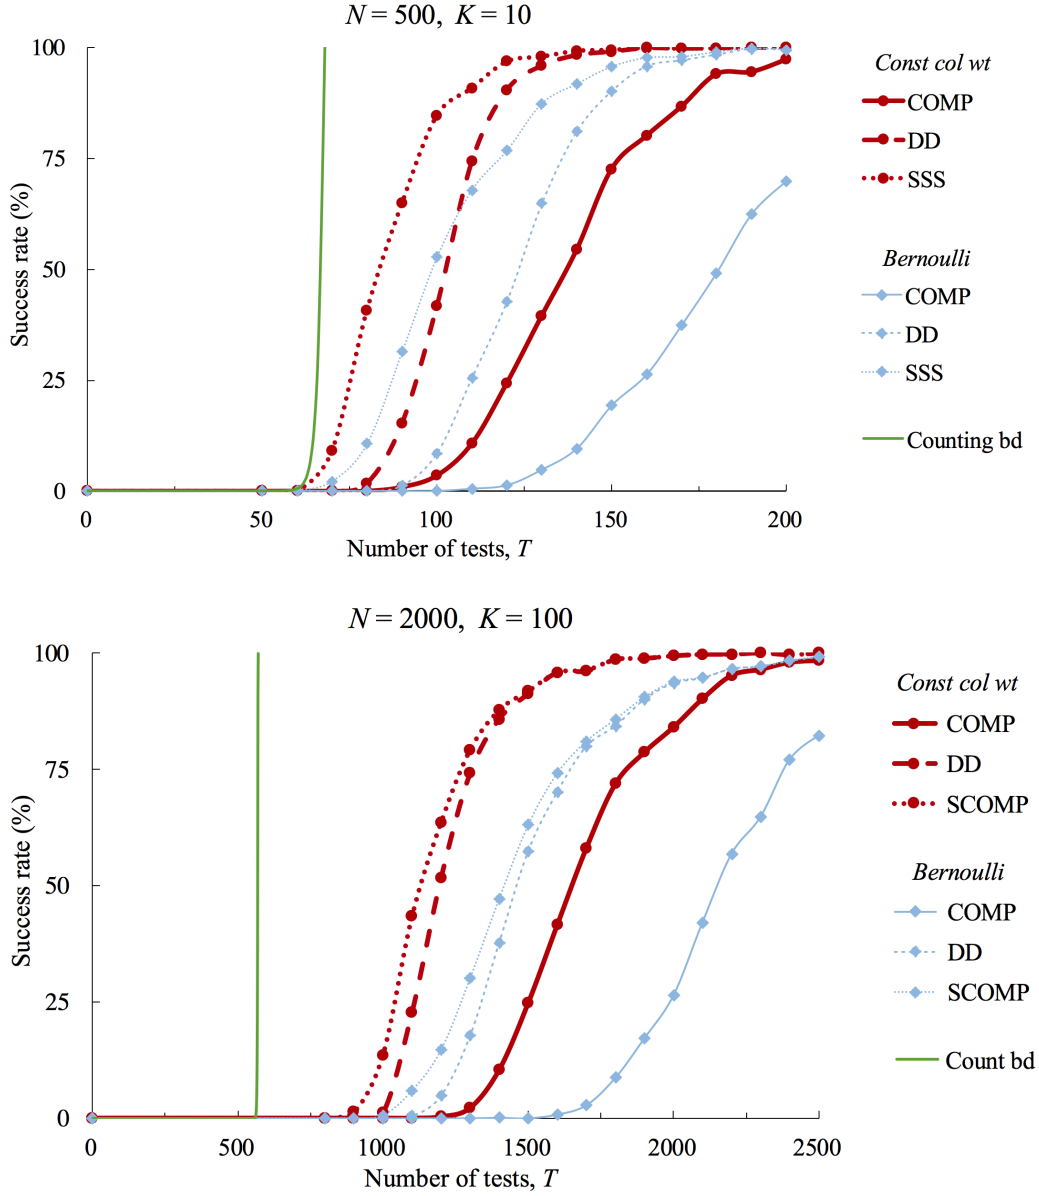 N = 500, K = 10
100
75
50
25
0
Success rate (%)
0 50 100 150 200
Number of tests, T
Const col wt
COMP
DD
SSS
Bernoulli
COMP
DD
SSS
Counting bd
N = 2000, K = 100
100
75
50
25
0
Success rate (%)
0 500 1000 1500 2000 2500
Number of tests, T
Const col wt
COMP
DD
SCOMP
Bernoulli
COMP
DD
SCOMP
Count bd